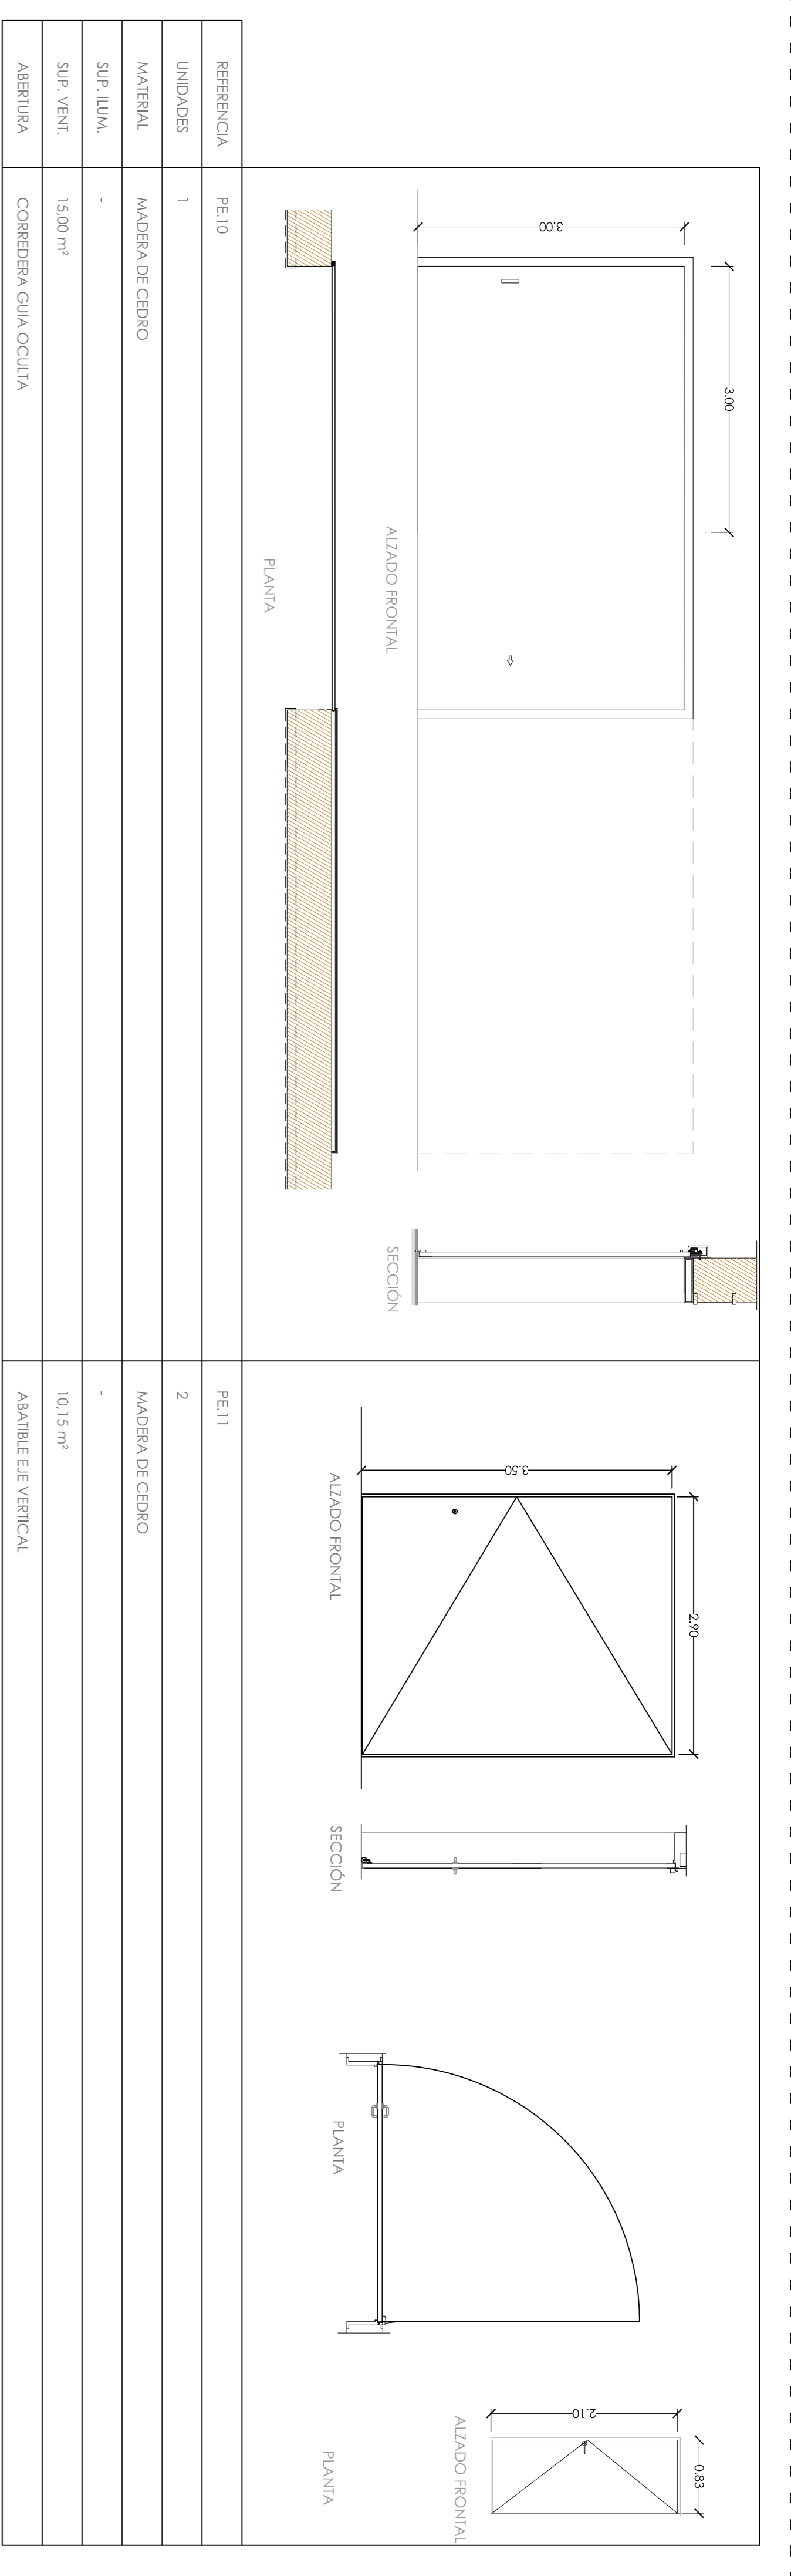 3.00
3.00
ALZADO FRONTAL
SECCIÓN
PLANTA
3.50
2.90
ALZADO FRONTAL
SECCIÓN
PLANTA
2.10
0.83
ALZADO FRONTAL
PLANTA
REFERENCIA PE.10 PE.11
UNIDADES 1 2
MATERIAL MADERA DE CEDRO MADERA DE CEDRO
SUP. ILUM. - -
SUP. VENT. 15,00 m² 10,15 m²
ABERTURA CORREDERA GUIA OCULTA ABATIBLE EJE VERTICAL